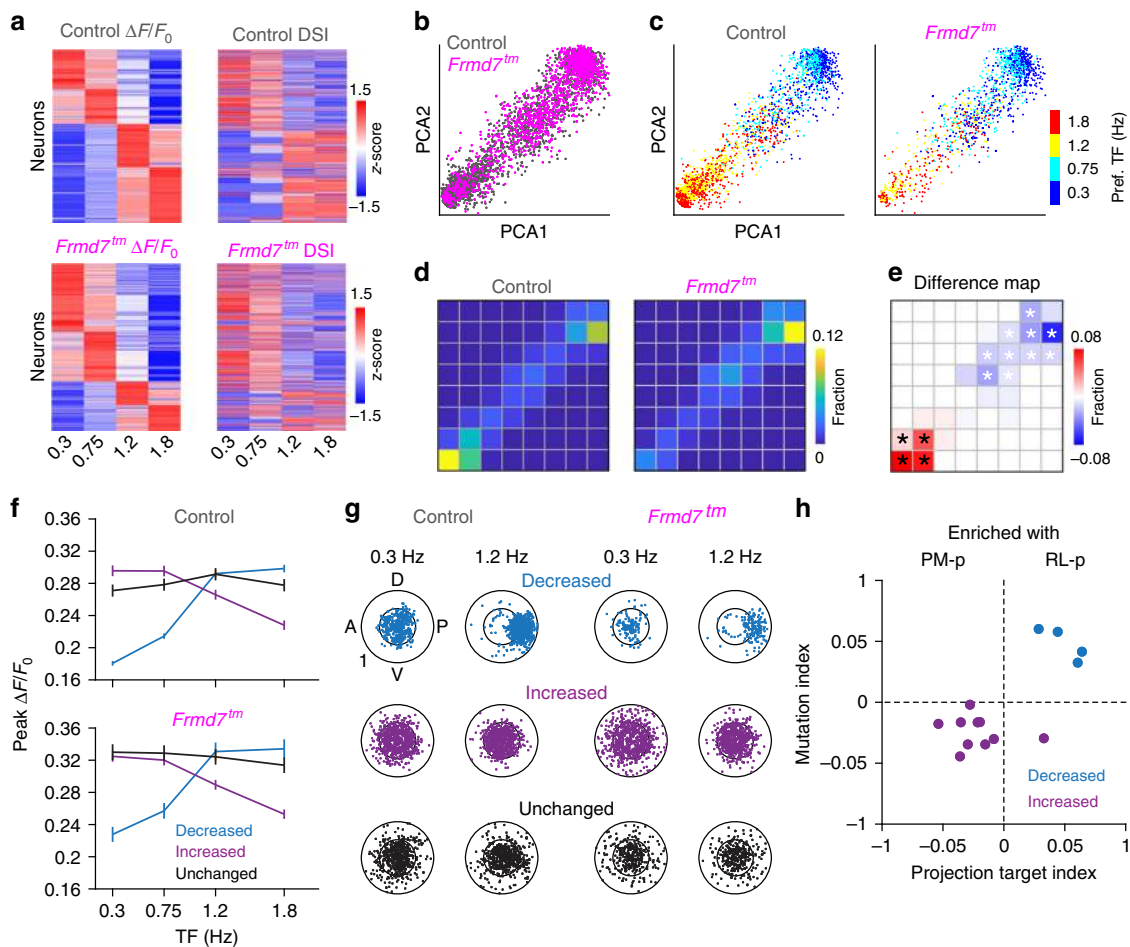 a
Control ΔF/F0
Control DSI
Neurons
1.5
z-score
−1.5
Frmd7tm ΔF/F0
Frmd7tm DSI
Neurons
1.5
z-score
−1.5
0.3 0.75 1.2 1.8
0.3 0.75 1.2 1.8
b
Control
Frmd7tm
PCA2
PCA1
c
Control
Frmd7tm
PCA2
PCA1
1.8
1.2
0.75
0.3
Pref. TF (Hz)
d
Control
Frmd7tm
0.12
Fraction
0
e
Difference map
* * * * * * * * * *
* *
* *
0.08
Fraction
−0.08
f
Control
0.36
0.32
0.28
0.24
0.2
0.16
Peak ΔF/F0
Frmd7tm
0.36
0.32
0.28
0.24
0.2
0.16
Decreased
Increased
Unchanged
0.3 0.75 1.2 1.8
TF (Hz)
g
Control
Frmd7tm
0.3 Hz 1.2 Hz 0.3 Hz 1.2 Hz
Decreased
D
A P
1 V
Increased
Unchanged
h
Enriched with
PM-p RL-p
1
0.05
0
−0.05
−1
Mutation index
Decreased
Increased
−1 −0.05 0 0.05 1
Projection target index